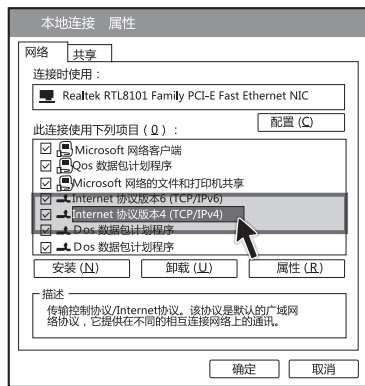 本地连接 属性
网络 共享
连接时使用：
Realtek RTL8101 Family PCI-E Fast Ethernet NIC
配置 (C)
此连接使用下列项目 ( O ) ：
Microsoft 网络客户端
Qos 数据包计划程序
Microsoft 网络的文件和打印机共享
Internet 协议版本6 (TCP/IPv6)
Internet 协议版本4 (TCP/IPv4)
Dos 数据包计划程序
Dos 数据包计划程序
安装 (N) 卸载 (U) 属性 (R)
描述
传输控制协议/Internet协议。该协议是默认的广域网
络协议，它提供在不同的相互连接网络上的通讯。
确定 取消